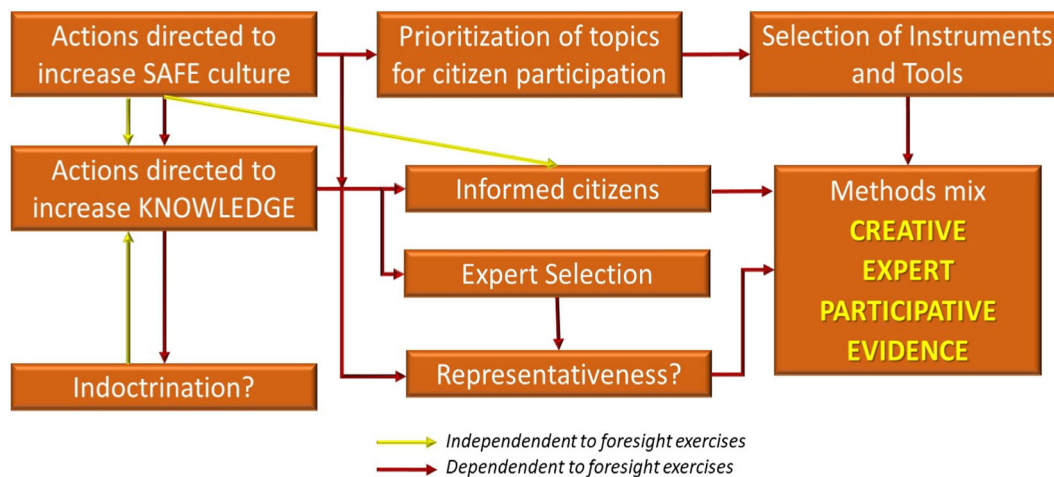 Actions directed to
increase SAFE culture
Prioritization of topics
for citizen participation
Selection of Instruments
and Tools
Actions directed to
increase KNOWLEDGE
Informed citizens
Expert Selection
Indoctrination?
Representativeness?
Methods mix
CREATIVE
EXPERT
PARTICIPATIVE
EVIDENCE
Independendent to foresight exercises
Dependendent to foresight exercises